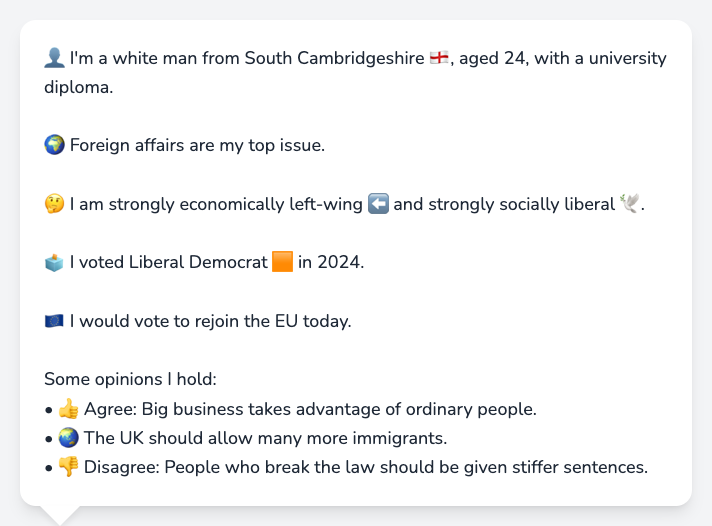 👤 I'm a white man from South Cambridgeshire 🏴󠁧󠁢󠁥󠁮󠁧󠁿, aged 24, with a university
diploma.
🌍 Foreign affairs are my top issue.
🤔 I am strongly economically left-wing ⬅️ and strongly socially liberal 🕊️.
🗳️ I voted Liberal Democrat 🟧 in 2024.
🇪🇺 I would vote to rejoin the EU today.
Some opinions I hold:
• 👍 Agree: Big business takes advantage of ordinary people.
• 🌏 The UK should allow many more immigrants.
• 👎 Disagree: People who break the law should be given stiffer sentences.